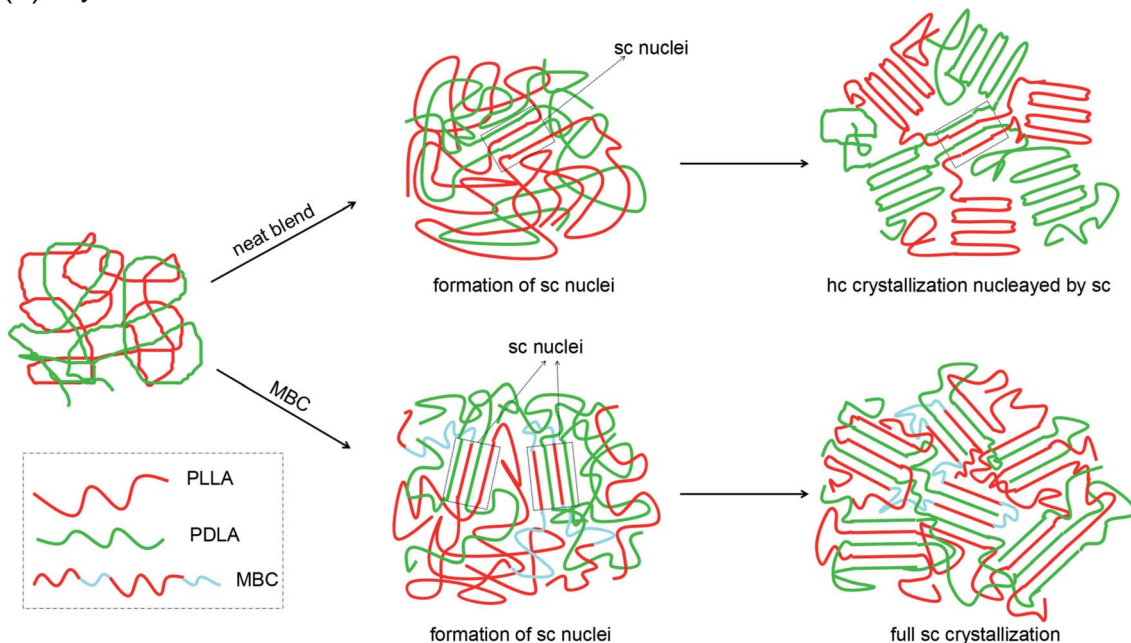 sc nuclei
neat blend
formation of sc nuclei
hc crystallization nucleayed by sc
sc nuclei
MBC
PLLA
PDLA
MBC
formation of sc nuclei
full sc crystallization